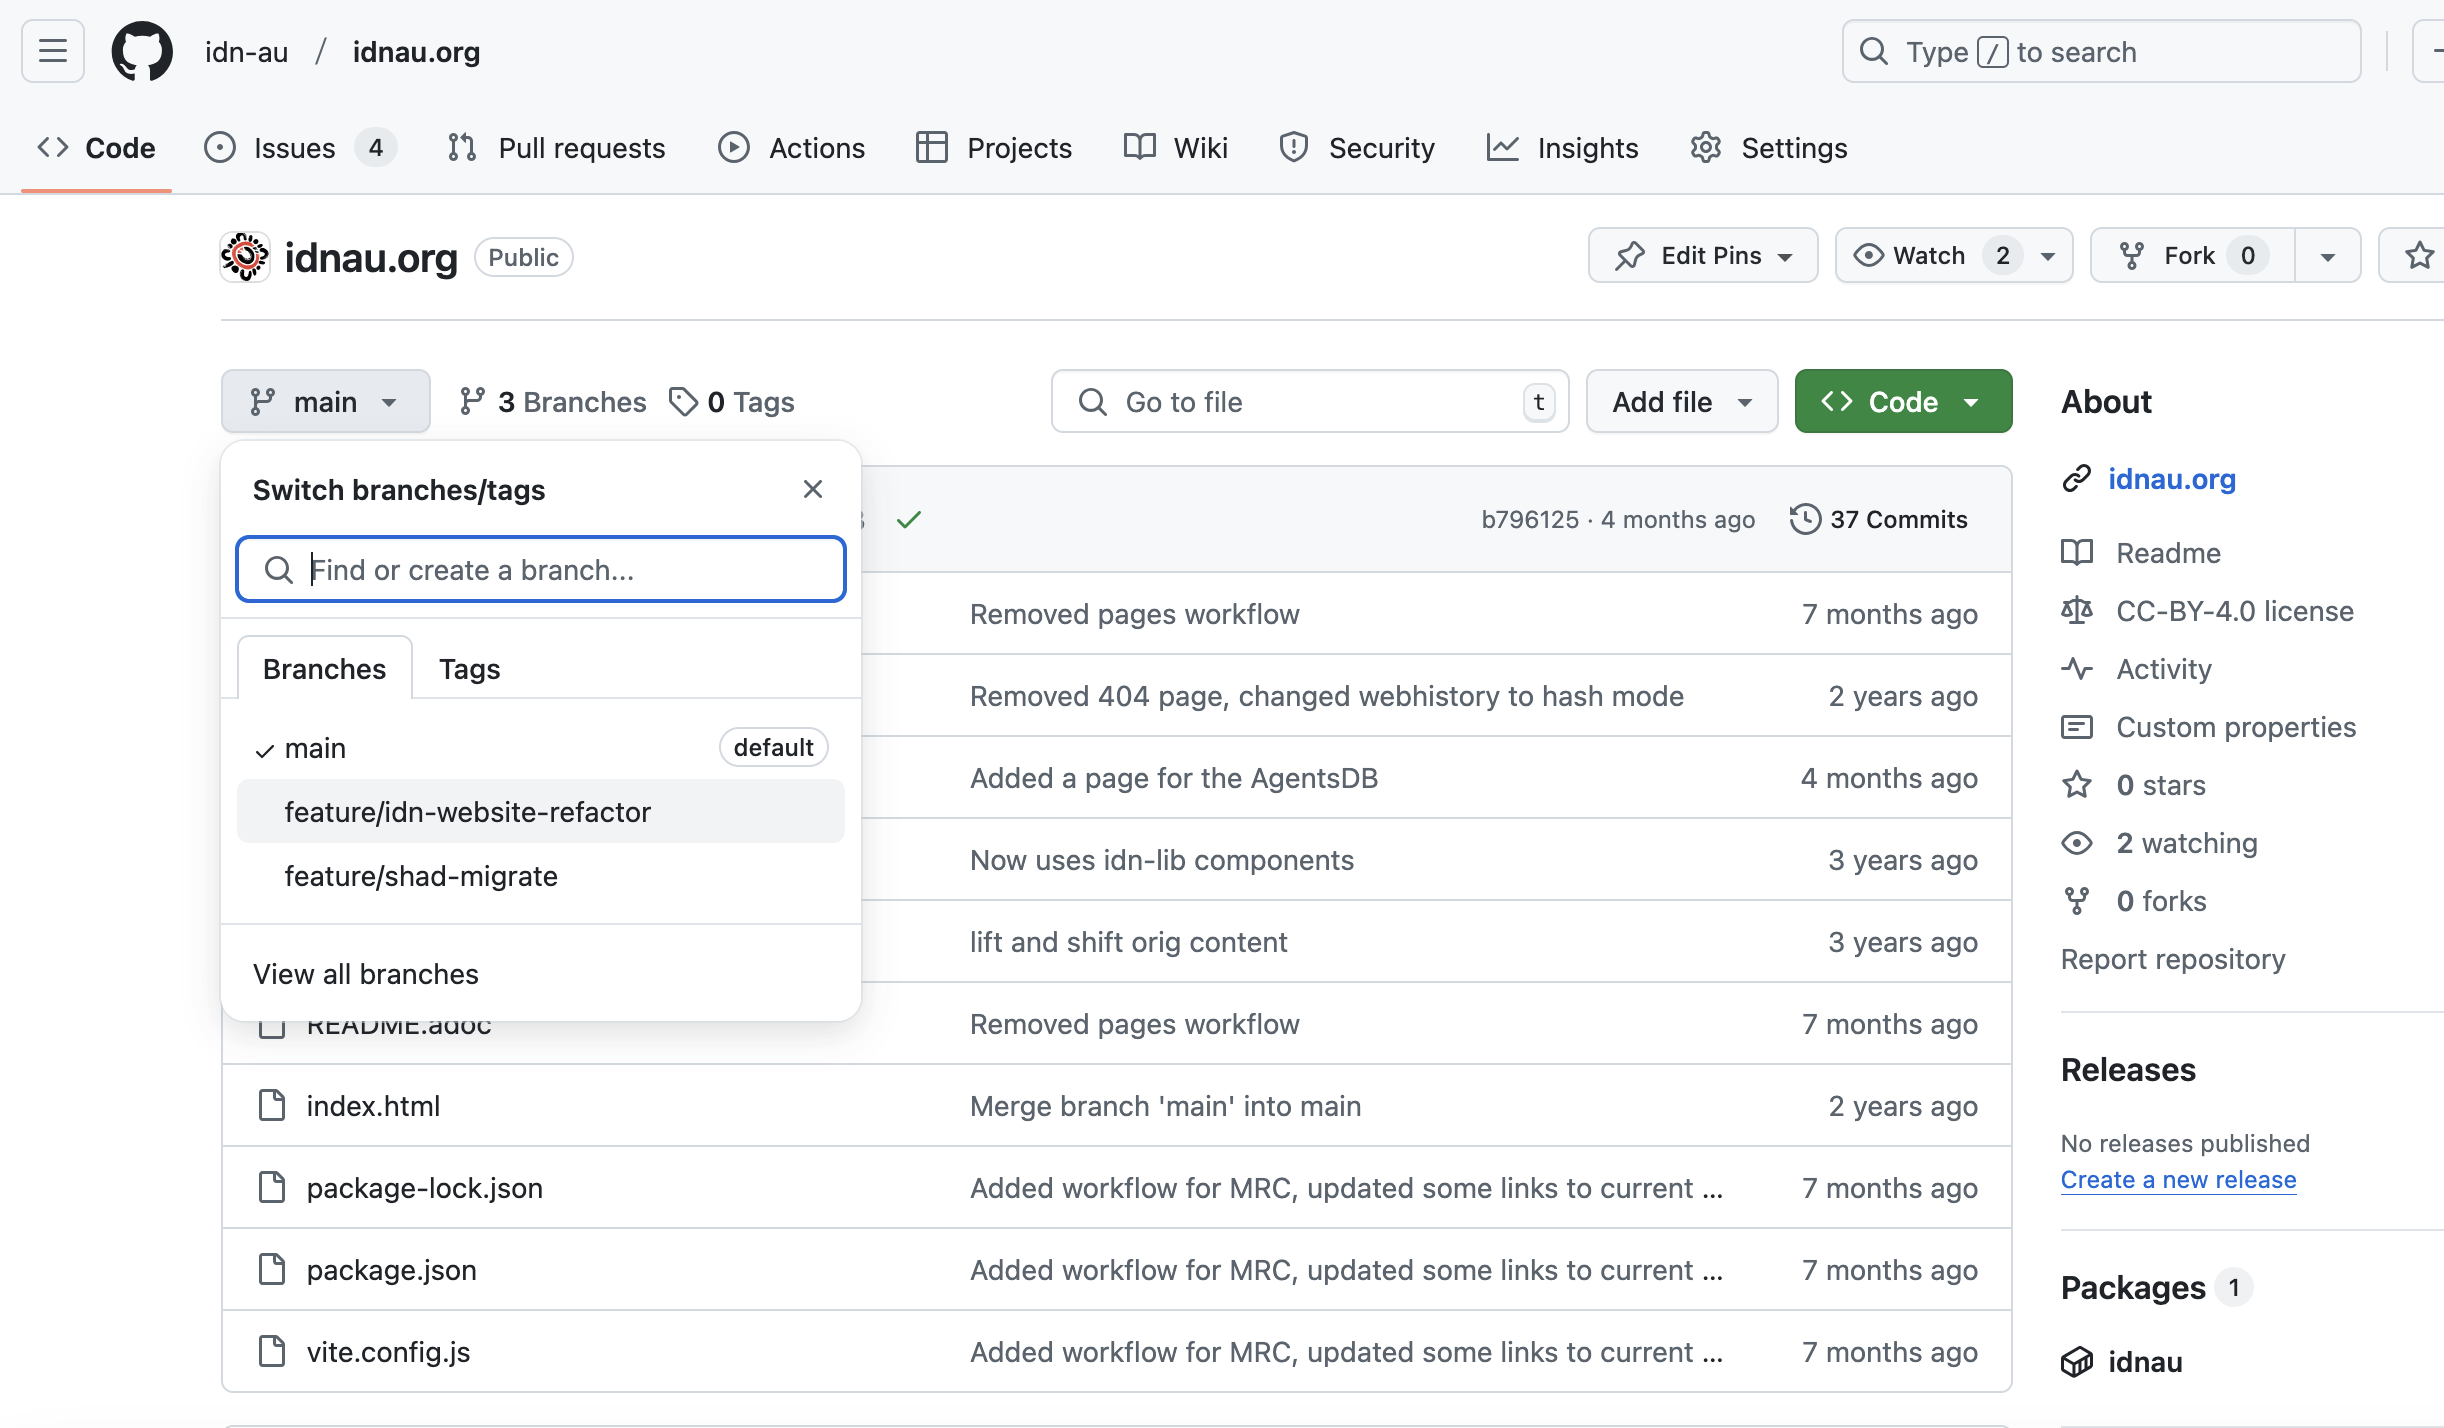 idn-au / idnau.org
Type / to search
Code
Issues 4
Pull requests
Actions
Projects
Wiki
Security
Insights
Settings
idnau.org Public
Edit Pins
Watch 2
Fork 0
main
3 Branches
0 Tags
Go to file t
Add file
Code
Switch branches/tags
Find or create a branch...
Branches
Tags
main default
feature/idn-website-refactor
feature/shad-migrate
View all branches
b796125 · 4 months ago
37 Commits
Removed pages workflow 7 months ago
Removed 404 page, changed webhistory to hash mode 2 years ago
Added a page for the AgentsDB 4 months ago
Now uses idn-lib components 3 years ago
lift and shift orig content 3 years ago
README.adoc Removed pages workflow 7 months ago
index.html Merge branch 'main' into main 2 years ago
package-lock.json Added workflow for MRC, updated some links to current ... 7 months ago
package.json Added workflow for MRC, updated some links to current ... 7 months ago
vite.config.js Added workflow for MRC, updated some links to current ... 7 months ago
About
idnau.org
Readme
CC-BY-4.0 license
Activity
Custom properties
0 stars
2 watching
0 forks
Report repository
Releases
No releases published
Create a new release
Packages 1
idnau